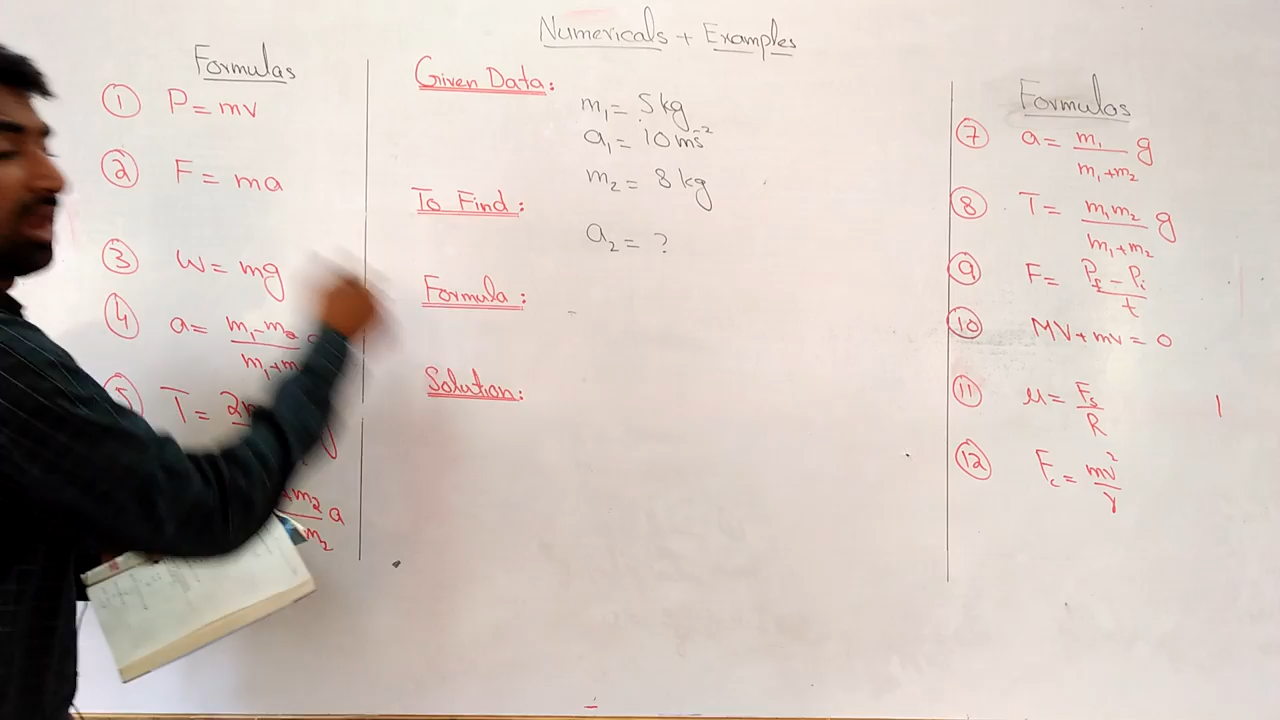 Numericals + Examples
Formulas
① P = mv
② F = ma
③ w = mg
④ a = m₁-m₂
m₁+m
T = 2
m₂ a
m₂
Given Data:
m₁ = 5 kg
a₁ = 10 ms⁻²
m₂ = 8 kg
To Find:
a₂ = ?
Formula:
Solution:
Formulas
⑦ a = m₁ / m₁+m₂ g
⑧ T = m₁m₂ / m₁+m₂ g
⑨ F = Pf - Pi / t
⑩ MV + mv = 0
⑪ μ = Fs / R
⑫ Fc = mv² / r